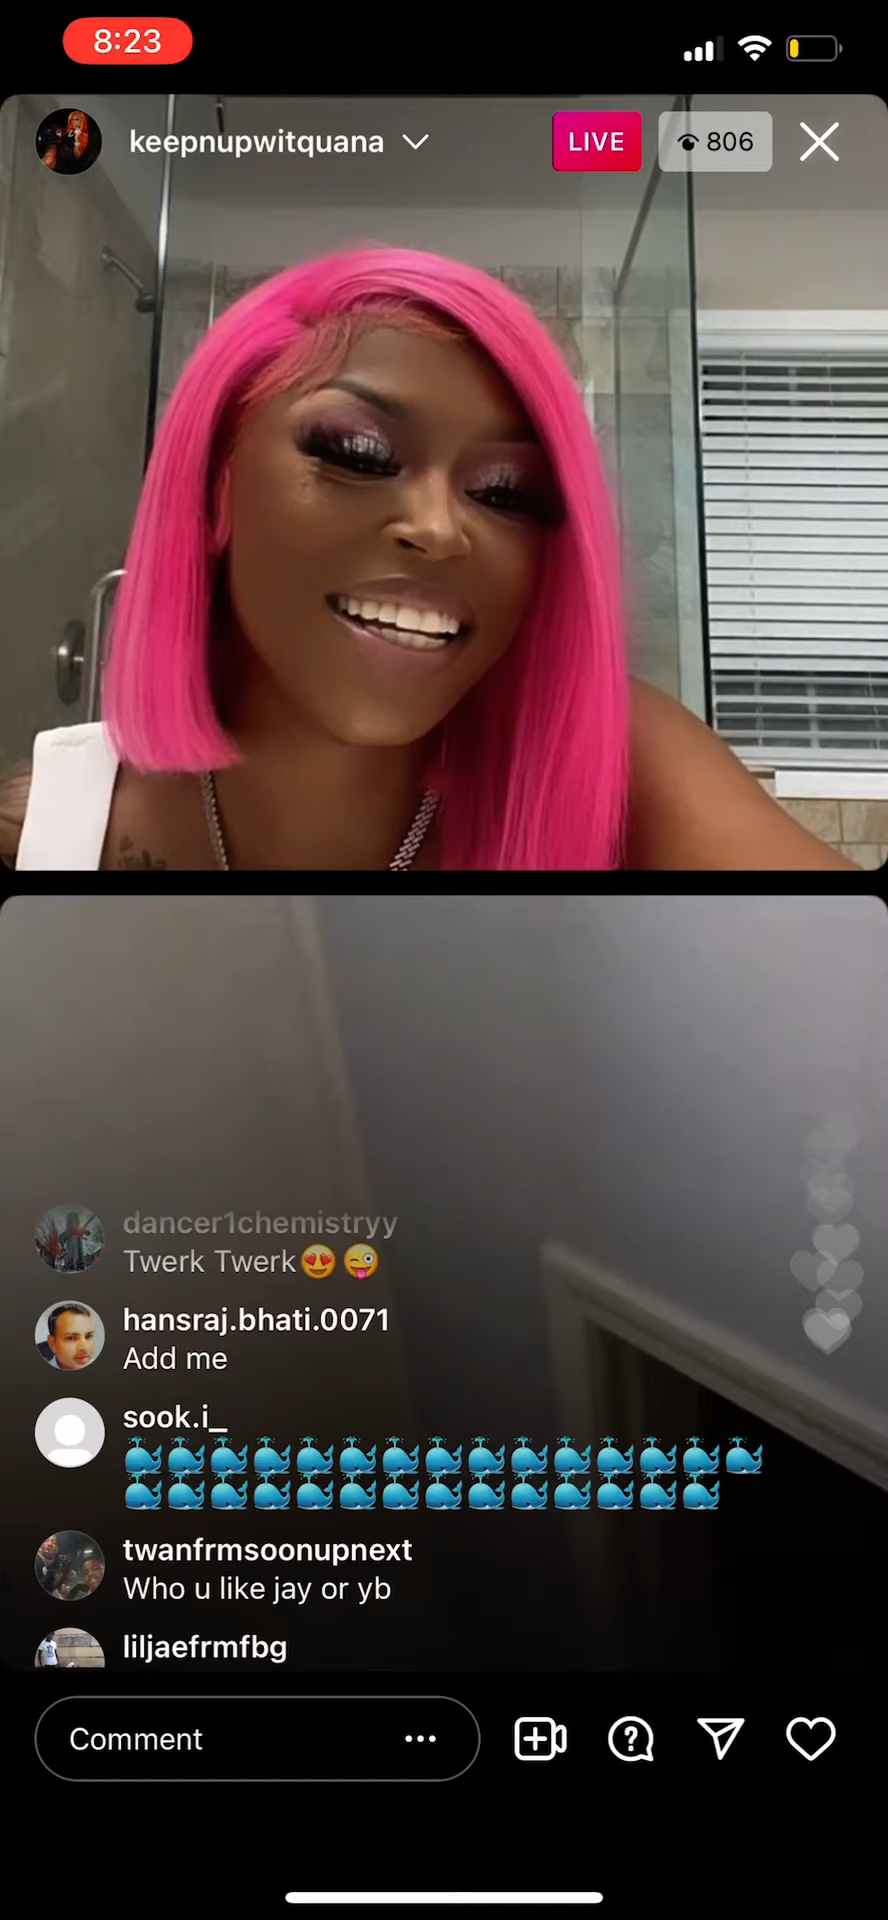 8:23
keepnupwitquana
LIVE
806
dancer1chemistryy
Twerk Twerk😍😜
hansraj.bhati.0071
Add me
sook.i_
🐳🐳🐳🐳🐳🐳🐳🐳🐳🐳🐳🐳🐳🐳🐳
🐳🐳🐳🐳🐳🐳🐳🐳🐳🐳🐳🐳🐳🐳
twanfrmsoonupnext
Who u like jay or yb
liljaefrmfbg
Comment